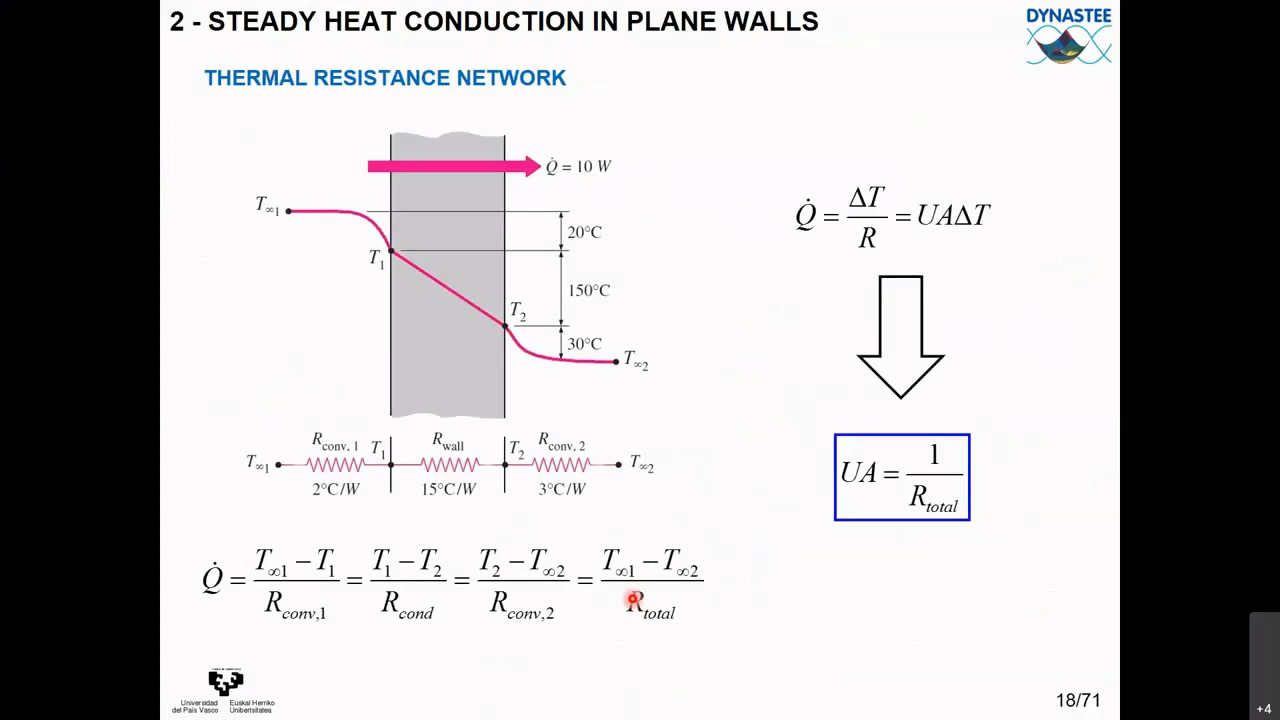 2 - STEADY HEAT CONDUCTION IN PLANE WALLS
DYNASTEE
THERMAL RESISTANCE NETWORK
Q̇ = 10 W
T∞1
20°C
T1
150°C
T2
30°C
T∞2
Q̇ = ΔT / R = UAΔT
Rconv, 1 T1 Rwall T2 Rconv, 2
T∞1 T∞2
2°C/W 15°C/W 3°C/W
UA = 1 / Rtotal
Q̇ = (T∞1 − T1) / Rconv,1 = (T1 − T2) / Rcond = (T2 − T∞2) / Rconv,2 = (T∞1 − T∞2) / Rtotal
Universidad Euskal Herriko
del País Vasco Unibertsitatea
18/71
+4